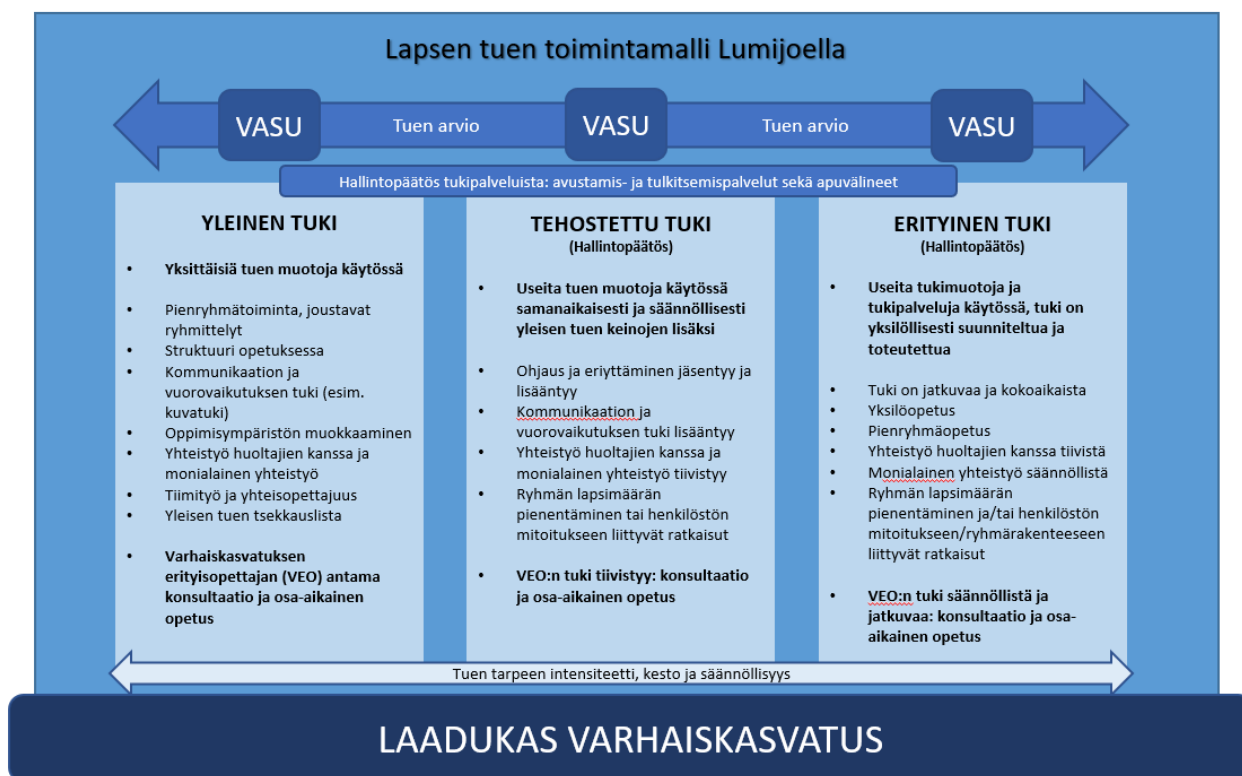 Lapsen tuen toimintamalli Lumijoella
VASU
Tuen arvio
VASU
Tuen arvio
VASU
Hallintopäätös tukipalveluista: avustamis- ja tulkitsemispalvelut sekä apuvälineet
YLEINEN TUKI
• Yksittäisiä tuen muotoja käytössä
• Pienryhmätoiminta, joustavat
ryhmittelyt
• Struktuuri opetuksessa
• Kommunikaation ja
vuorovaikutuksen tuki (esim.
kuvatuki)
• Oppimisympäristön muokkaaminen
• Yhteistyö huoltajien kanssa ja
monialainen yhteistyö
• Tiimityö ja yhteisopettajuus
• Yleisen tuen tsekkauslista
• Varhaiskasvatuksen
erityisopettajan (VEO) antama
konsultaatio ja osa-aikainen
opetus
TEHOSTETTU TUKI
(Hallintopäätös)
• Useita tuen muotoja käytössä
samanaikaisesti ja säännöllisesti
yleisen tuen keinojen lisäksi
• Ohjaus ja eriyttäminen jäsentyy ja
lisääntyy
• Kommunikaation ja
vuorovaikutuksen tuki lisääntyy
• Yhteistyö huoltajien kanssa ja
monialainen yhteistyö tiivistyy
• Ryhmän lapsimäärän
pienentäminen tai henkilöstön
mitoitukseen liittyvät ratkaisut
• VEO:n tuki tiivistyy: konsultaatio
ja osa-aikainen opetus
ERITYINEN TUKI
(Hallintopäätös)
• Useita tukimuotoja ja
tukipalveluja käytössä, tuki on
yksilöllisesti suunniteltua ja
toteutettua
• Tuki on jatkuvaa ja kokoaikaista
• Yksilöopetus
• Pienryhmäopetus
• Yhteistyö huoltajien kanssa tiivistä
• Monialainen yhteistyö säännöllistä
• Ryhmän lapsimäärän
pienentäminen ja/tai henkilöstön
mitoitukseen/ryhmärakenteeseen
liittyvät ratkaisut
• VEO:n tuki säännöllistä ja
jatkuvaa: konsultaatio ja osa-
aikainen opetus
Tuen tarpeen intensiteetti, kesto ja säännöllisyys
LAADUKAS VARHAISKASVATUS